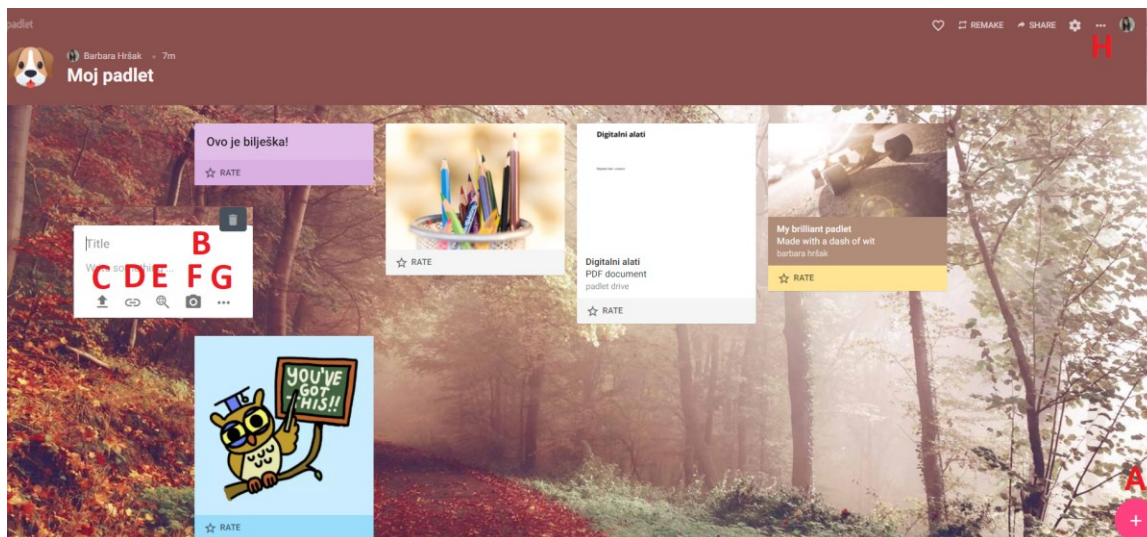 padlet
REMAKE SHARE
H
Barbara Hršak 7m
Moj padlet
Ovo je bilješka!
RATE
Title
B
C D E F G
RATE
Digitalni alati
Digitalni alati
PDF document
padlet drive
RATE
My brilliant padlet
Made with a dash of wit
barbara hršak
RATE
YOU'VE
GOT
THIS!!
RATE
A